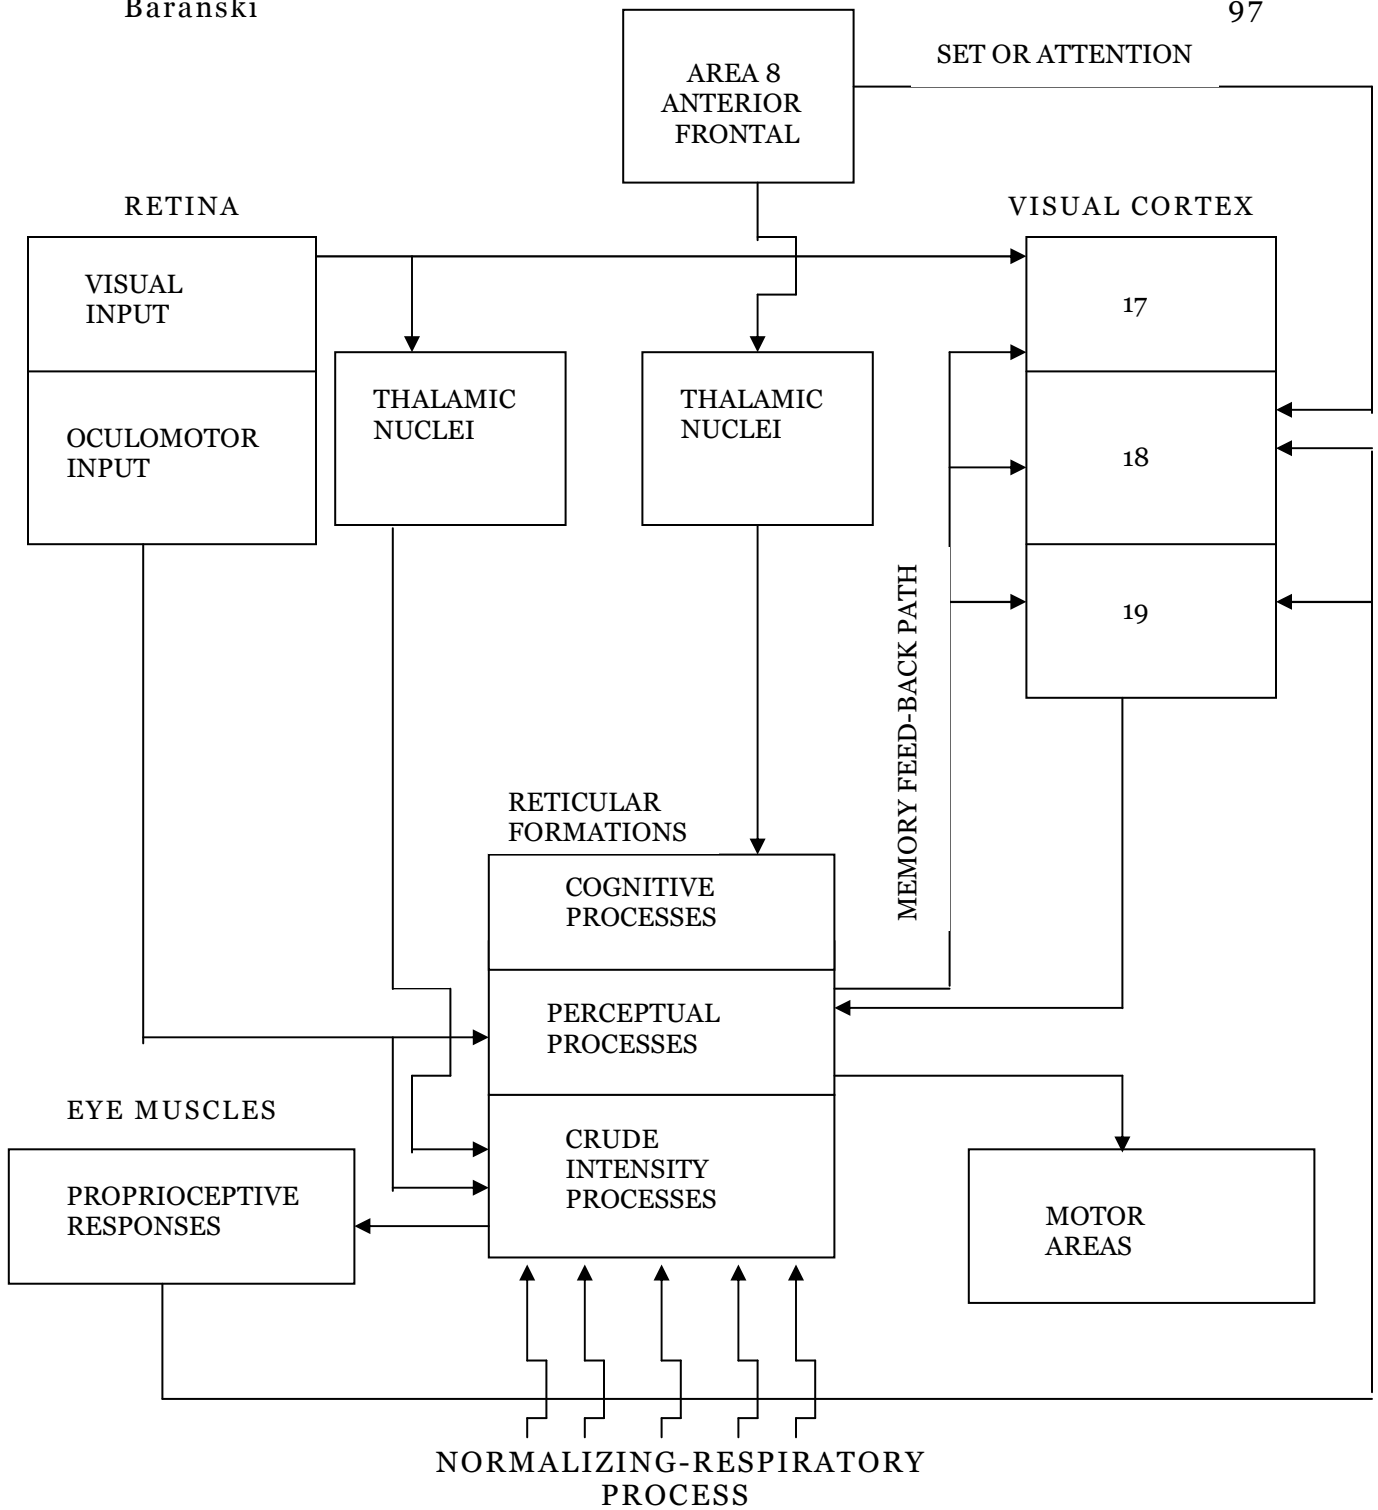 Baranski
97
SET OR ATTENTION
AREA 8
ANTERIOR
FRONTAL
RETINA
VISUAL CORTEX
VISUAL
INPUT
17
THALAMIC
NUCLEI
THALAMIC
NUCLEI
OCULOMOTOR
INPUT
18
19
MEMORY FEED-BACK PATH
RETICULAR
FORMATIONS
COGNITIVE
PROCESSES
PERCEPTUAL
PROCESSES
EYE MUSCLES
CRUDE
INTENSITY
PROCESSES
PROPRIOCEPTIVE
RESPONSES
MOTOR
AREAS
NORMALIZING-RESPIRATORY
PROCESS